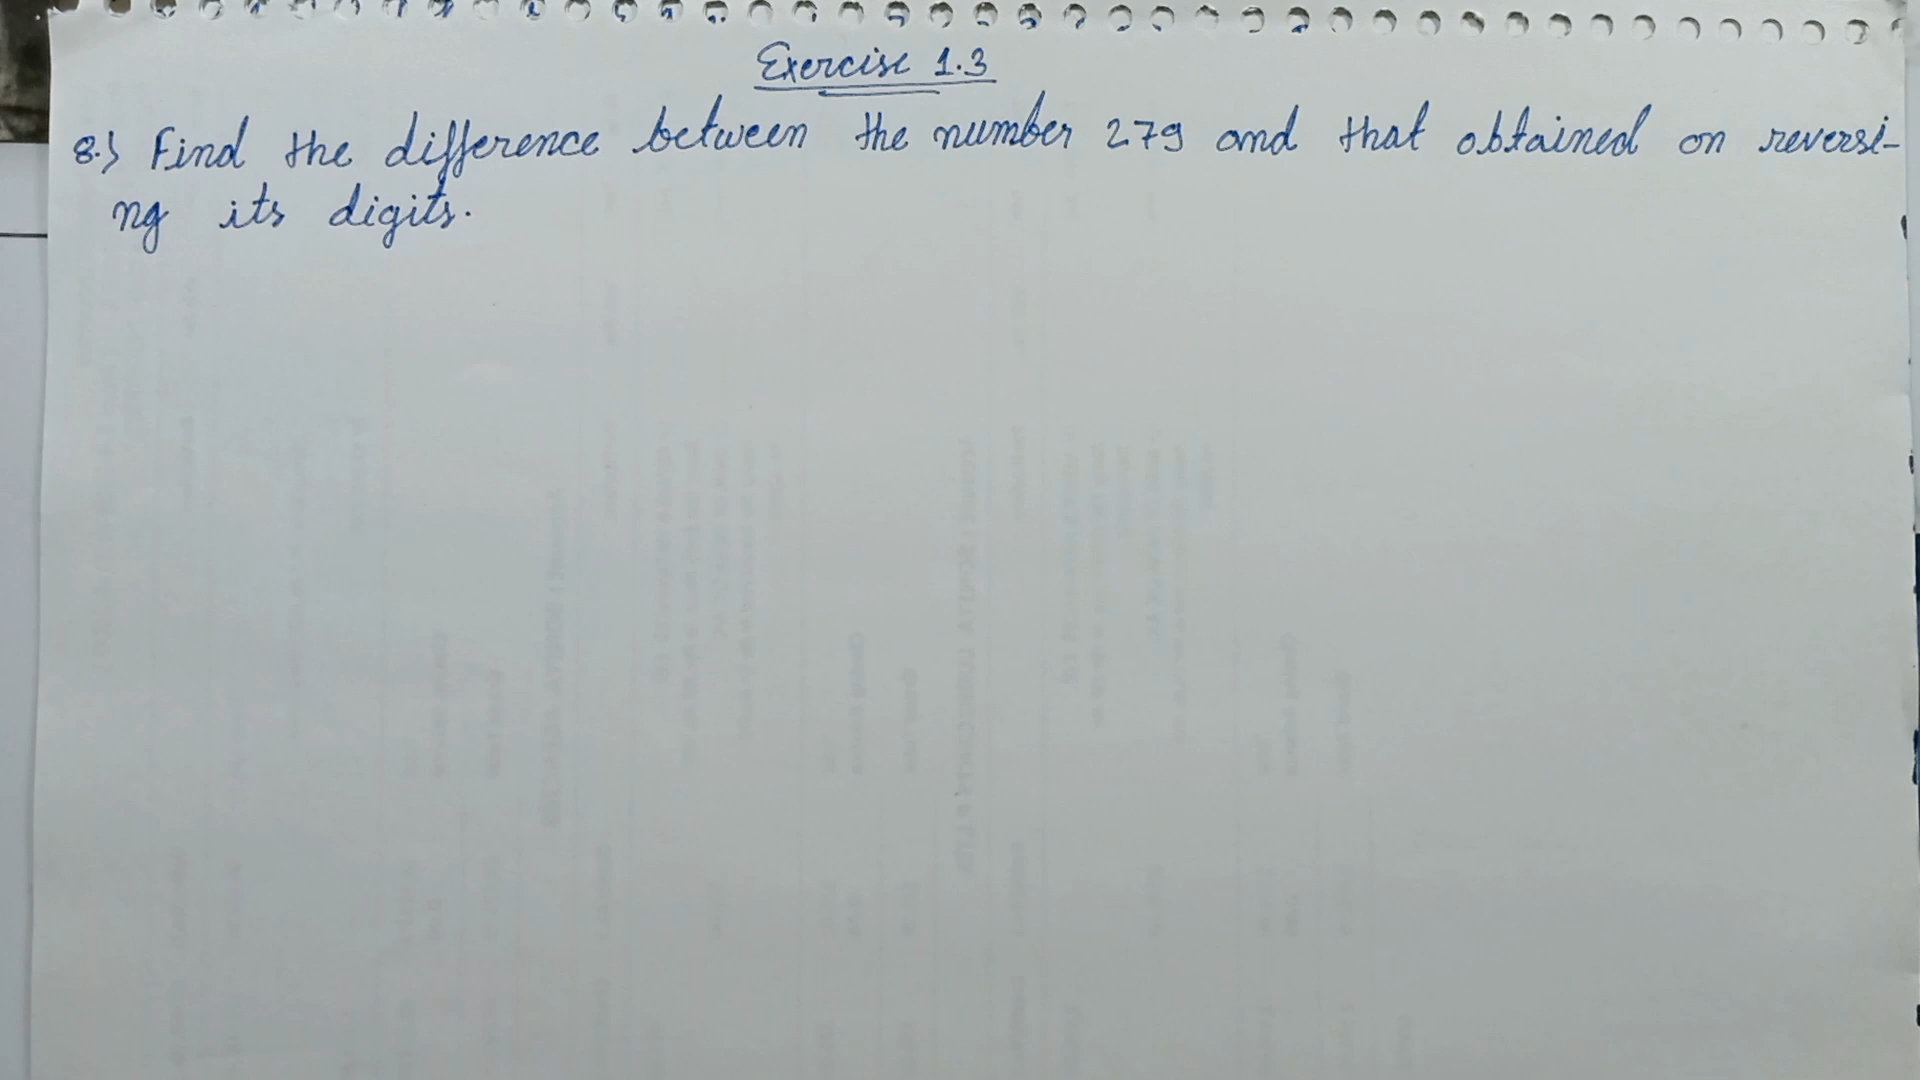 Exercise 1.3
8.) Find the difference between the number 279 and that obtained on reversi-
ng its digits.